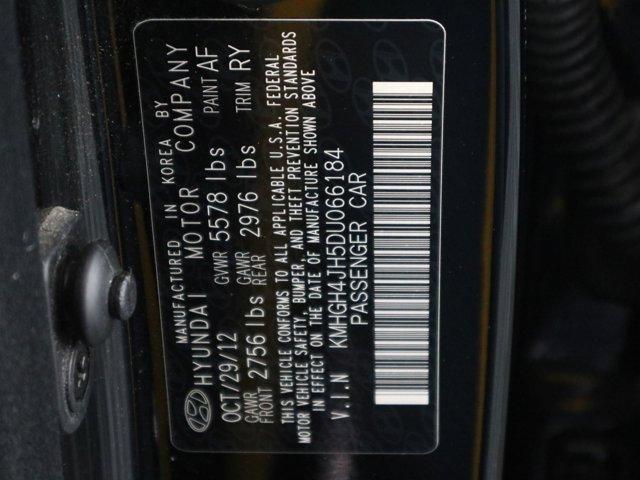 MANUFACTURED IN KOREA BY
HYUNDAI MOTOR COMPANY
OCT/29/12 GVWR 5578 lbs PAINT AF
GAWR FRONT 2756 lbs GAWR REAR 2976 lbs TRIM RY
THIS VEHICLE CONFORMS TO ALL APPLICABLE U.S.A. FEDERAL
MOTOR VEHICLE SAFETY, BUMPER, AND THEFT PREVENTION STANDARDS
IN EFFECT ON THE DATE OF MANUFACTURE SHOWN ABOVE
V.I.N KMHGH4JH5DU066184
PASSENGER CAR